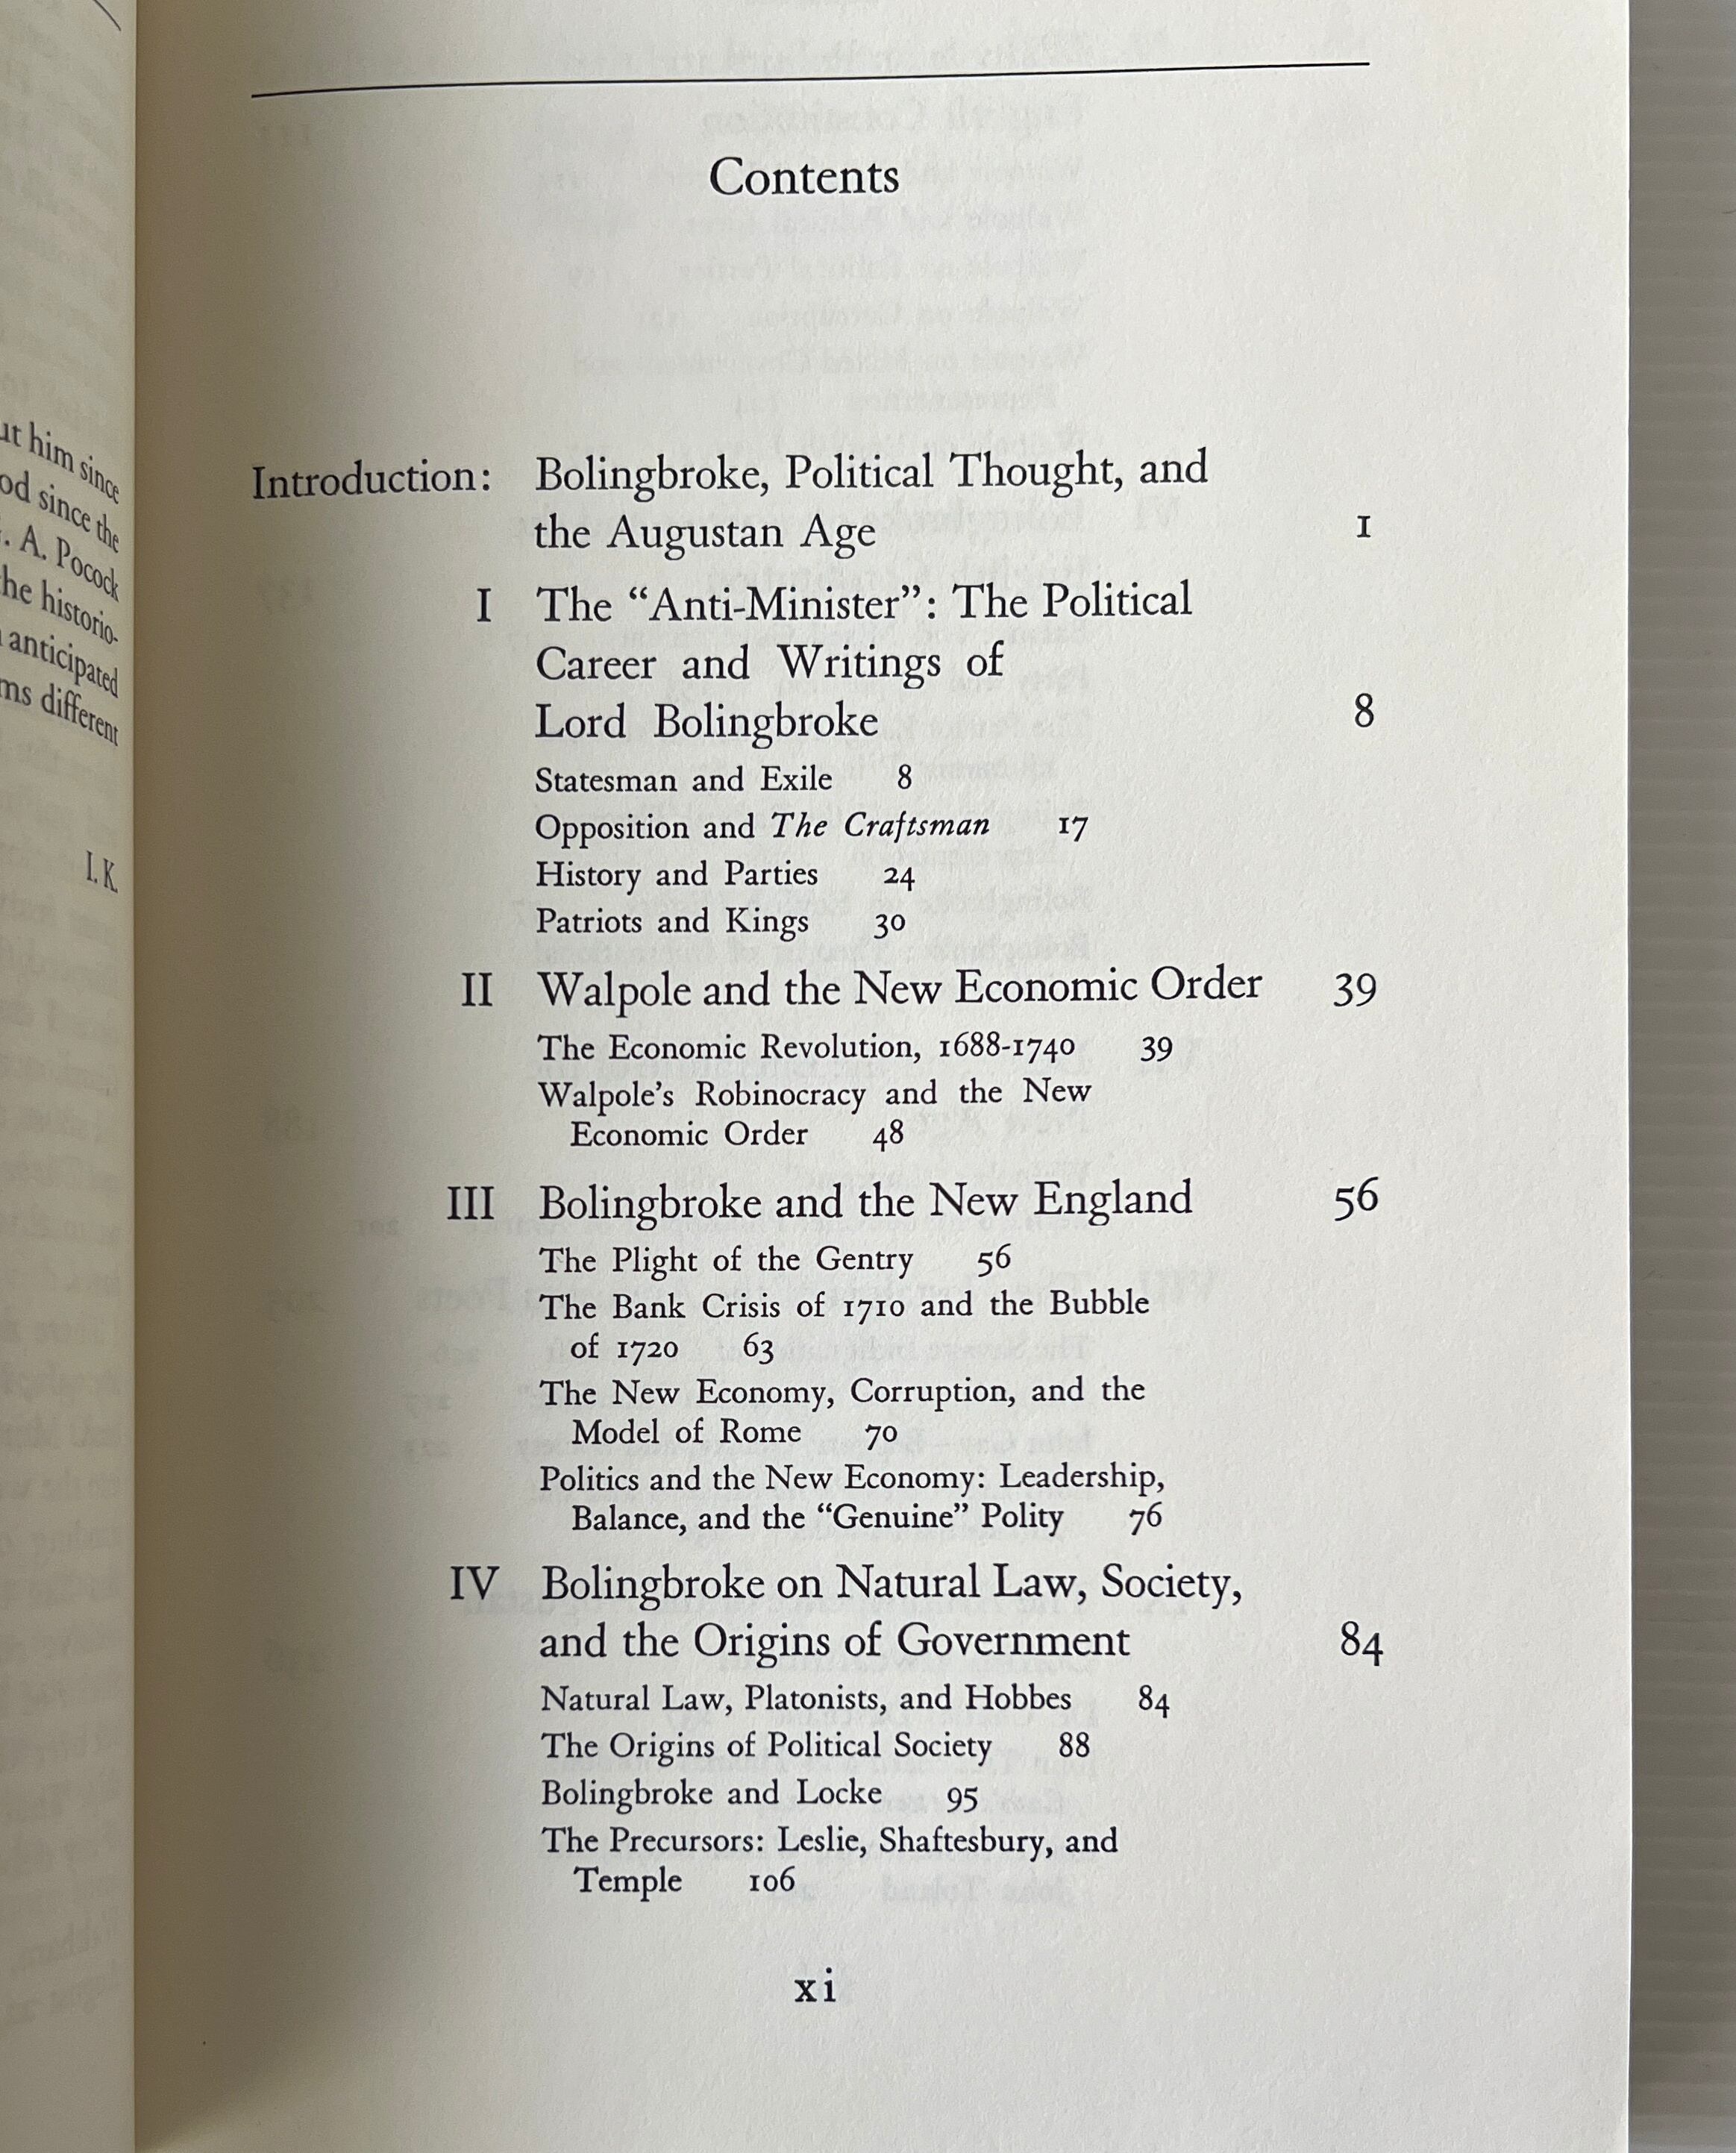 ut him since
od since the
. A. Pocock
he historio-
anticipated
ms different
I. K
Contents
Introduction: Bolingbroke, Political Thought, and
the Augustan Age 1
I The “Anti-Minister”: The Political
Career and Writings of
Lord Bolingbroke 8
Statesman and Exile 8
Opposition and The Craftsman 17
History and Parties 24
Patriots and Kings 30
II Walpole and the New Economic Order 39
The Economic Revolution, 1688-1740 39
Walpole’s Robinocracy and the New
Economic Order 48
III Bolingbroke and the New England 56
The Plight of the Gentry 56
The Bank Crisis of 1710 and the Bubble
of 1720 63
The New Economy, Corruption, and the
Model of Rome 70
Politics and the New Economy: Leadership,
Balance, and the “Genuine” Polity 76
IV Bolingbroke on Natural Law, Society,
and the Origins of Government 84
Natural Law, Platonists, and Hobbes 84
The Origins of Political Society 88
Bolingbroke and Locke 95
The Precursors: Leslie, Shaftesbury, and
Temple 106
xi